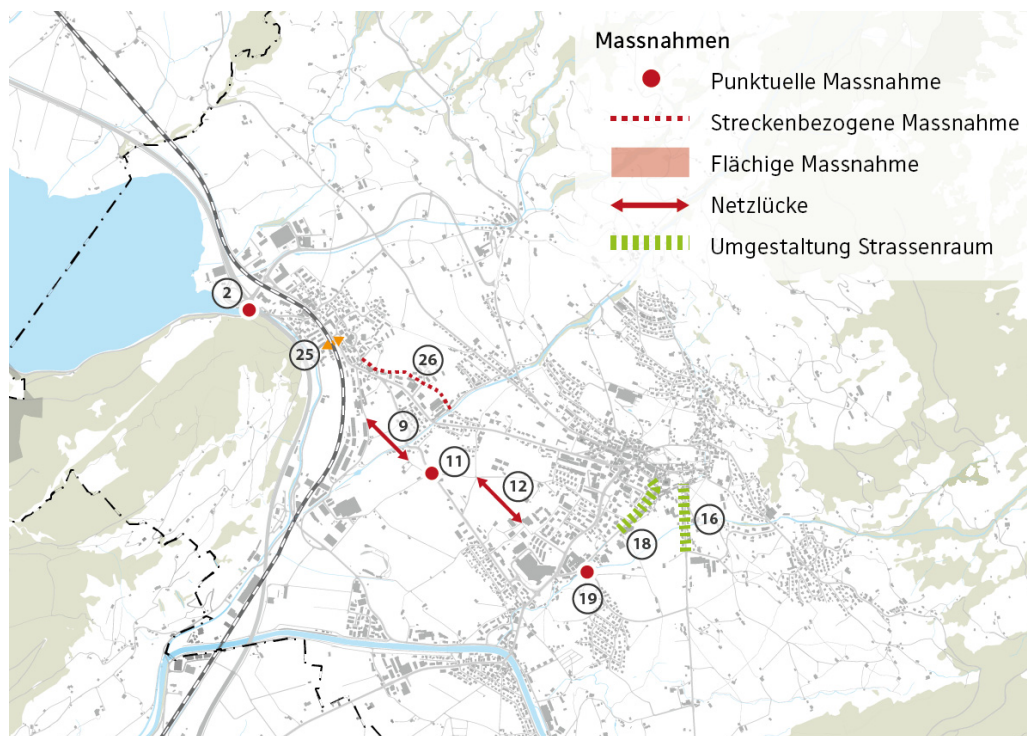 Massnahmen
Punktuelle Massnahme
Streckenbezogene Massnahme
Flächige Massnahme
Netzlücke
Umgestaltung Strassenraum
2
25
26
9
11
12
16
18
19